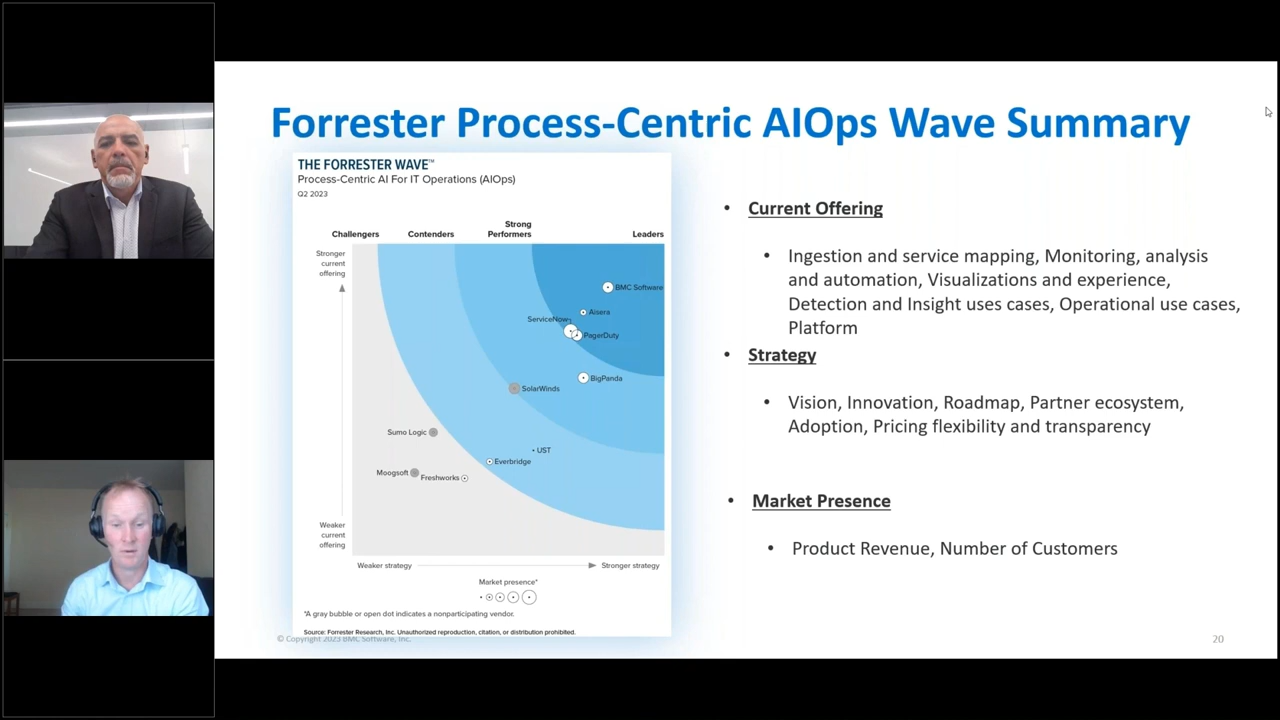 Forrester Process-Centric AIOps Wave Summary
THE FORRESTER WAVE™
Process-Centric AI For IT Operations (AIOps)
Q2 2023
Challengers
Contenders
Strong
Performers
Leaders
Stronger
current
offering
BMC Software
Aisera
ServiceNow
PagerDuty
BigPanda
SolarWinds
Sumo Logic
UST
Everbridge
Moogsoft
Freshworks
Weaker
current
offering
Weaker strategy
Stronger strategy
Market presence*
*A gray bubble or open dot indicates a nonparticipating vendor.
Source: Forrester Research, Inc. Unauthorized reproduction, citation, or distribution prohibited.
© Copyright 2023 BMC Software, Inc.
• Current Offering
• Ingestion and service mapping, Monitoring, analysis
and automation, Visualizations and experience,
Detection and Insight uses cases, Operational use cases,
Platform
• Strategy
• Vision, Innovation, Roadmap, Partner ecosystem,
Adoption, Pricing flexibility and transparency
• Market Presence
• Product Revenue, Number of Customers
20